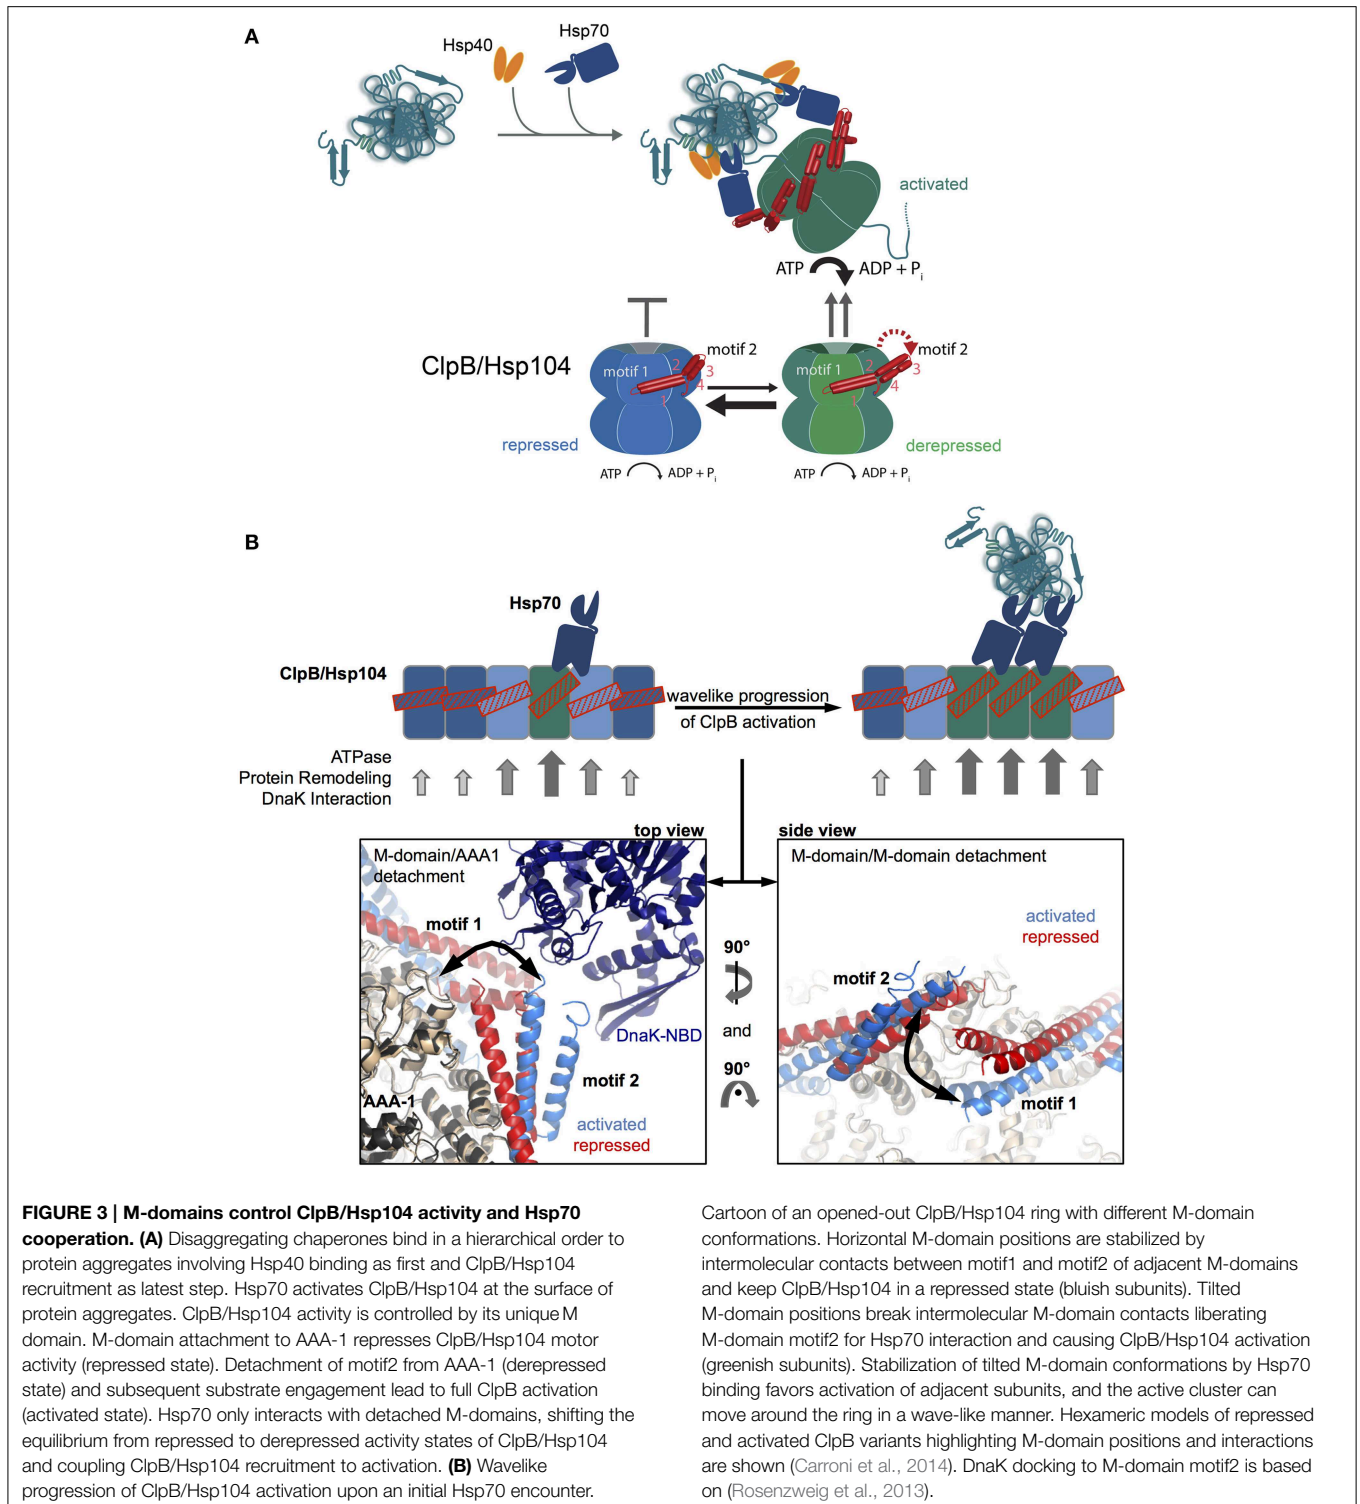 A
Hsp40
Hsp70
activated
ATP
ADP + Pi
ClpB/Hsp104
motif 1
motif 2
2
3
4
1
repressed
ATP
ADP + Pi
motif 1
motif 2
2
3
4
1
derepressed
ATP
ADP + Pi
B
Hsp70
ClpB/Hsp104
wavelike progression
of ClpB activation
ATPase
Protein Remodeling
DnaK Interaction
top view
side view
M-domain/AAA1
detachment
motif 1
DnaK-NBD
motif 2
AAA-1
activated
repressed
90°
and
90°
M-domain/M-domain detachment
activated
repressed
motif 2
motif 1
FIGURE 3 | M-domains control ClpB/Hsp104 activity and Hsp70
cooperation. (A) Disaggregating chaperones bind in a hierarchical order to
protein aggregates involving Hsp40 binding as first and ClpB/Hsp104
recruitment as latest step. Hsp70 activates ClpB/Hsp104 at the surface of
protein aggregates. ClpB/Hsp104 activity is controlled by its unique M
domain. M-domain attachment to AAA-1 represses ClpB/Hsp104 motor
activity (repressed state). Detachment of motif2 from AAA-1 (derepressed
state) and subsequent substrate engagement lead to full ClpB activation
(activated state). Hsp70 only interacts with detached M-domains, shifting the
equilibrium from repressed to derepressed activity states of ClpB/Hsp104
and coupling ClpB/Hsp104 recruitment to activation. (B) Wavelike
progression of ClpB/Hsp104 activation upon an initial Hsp70 encounter.
Cartoon of an opened-out ClpB/Hsp104 ring with different M-domain
conformations. Horizontal M-domain positions are stabilized by
intermolecular contacts between motif1 and motif2 of adjacent M-domains
and keep ClpB/Hsp104 in a repressed state (bluish subunits). Tilted
M-domain positions break intermolecular M-domain contacts liberating
M-domain motif2 for Hsp70 interaction and causing ClpB/Hsp104 activation
(greenish subunits). Stabilization of tilted M-domain conformations by Hsp70
binding favors activation of adjacent subunits, and the active cluster can
move around the ring in a wave-like manner. Hexameric models of repressed
and activated ClpB variants highlighting M-domain positions and interactions
are shown (Carroni et al., 2014). DnaK docking to M-domain motif2 is based
on (Rosenzweig et al., 2013).